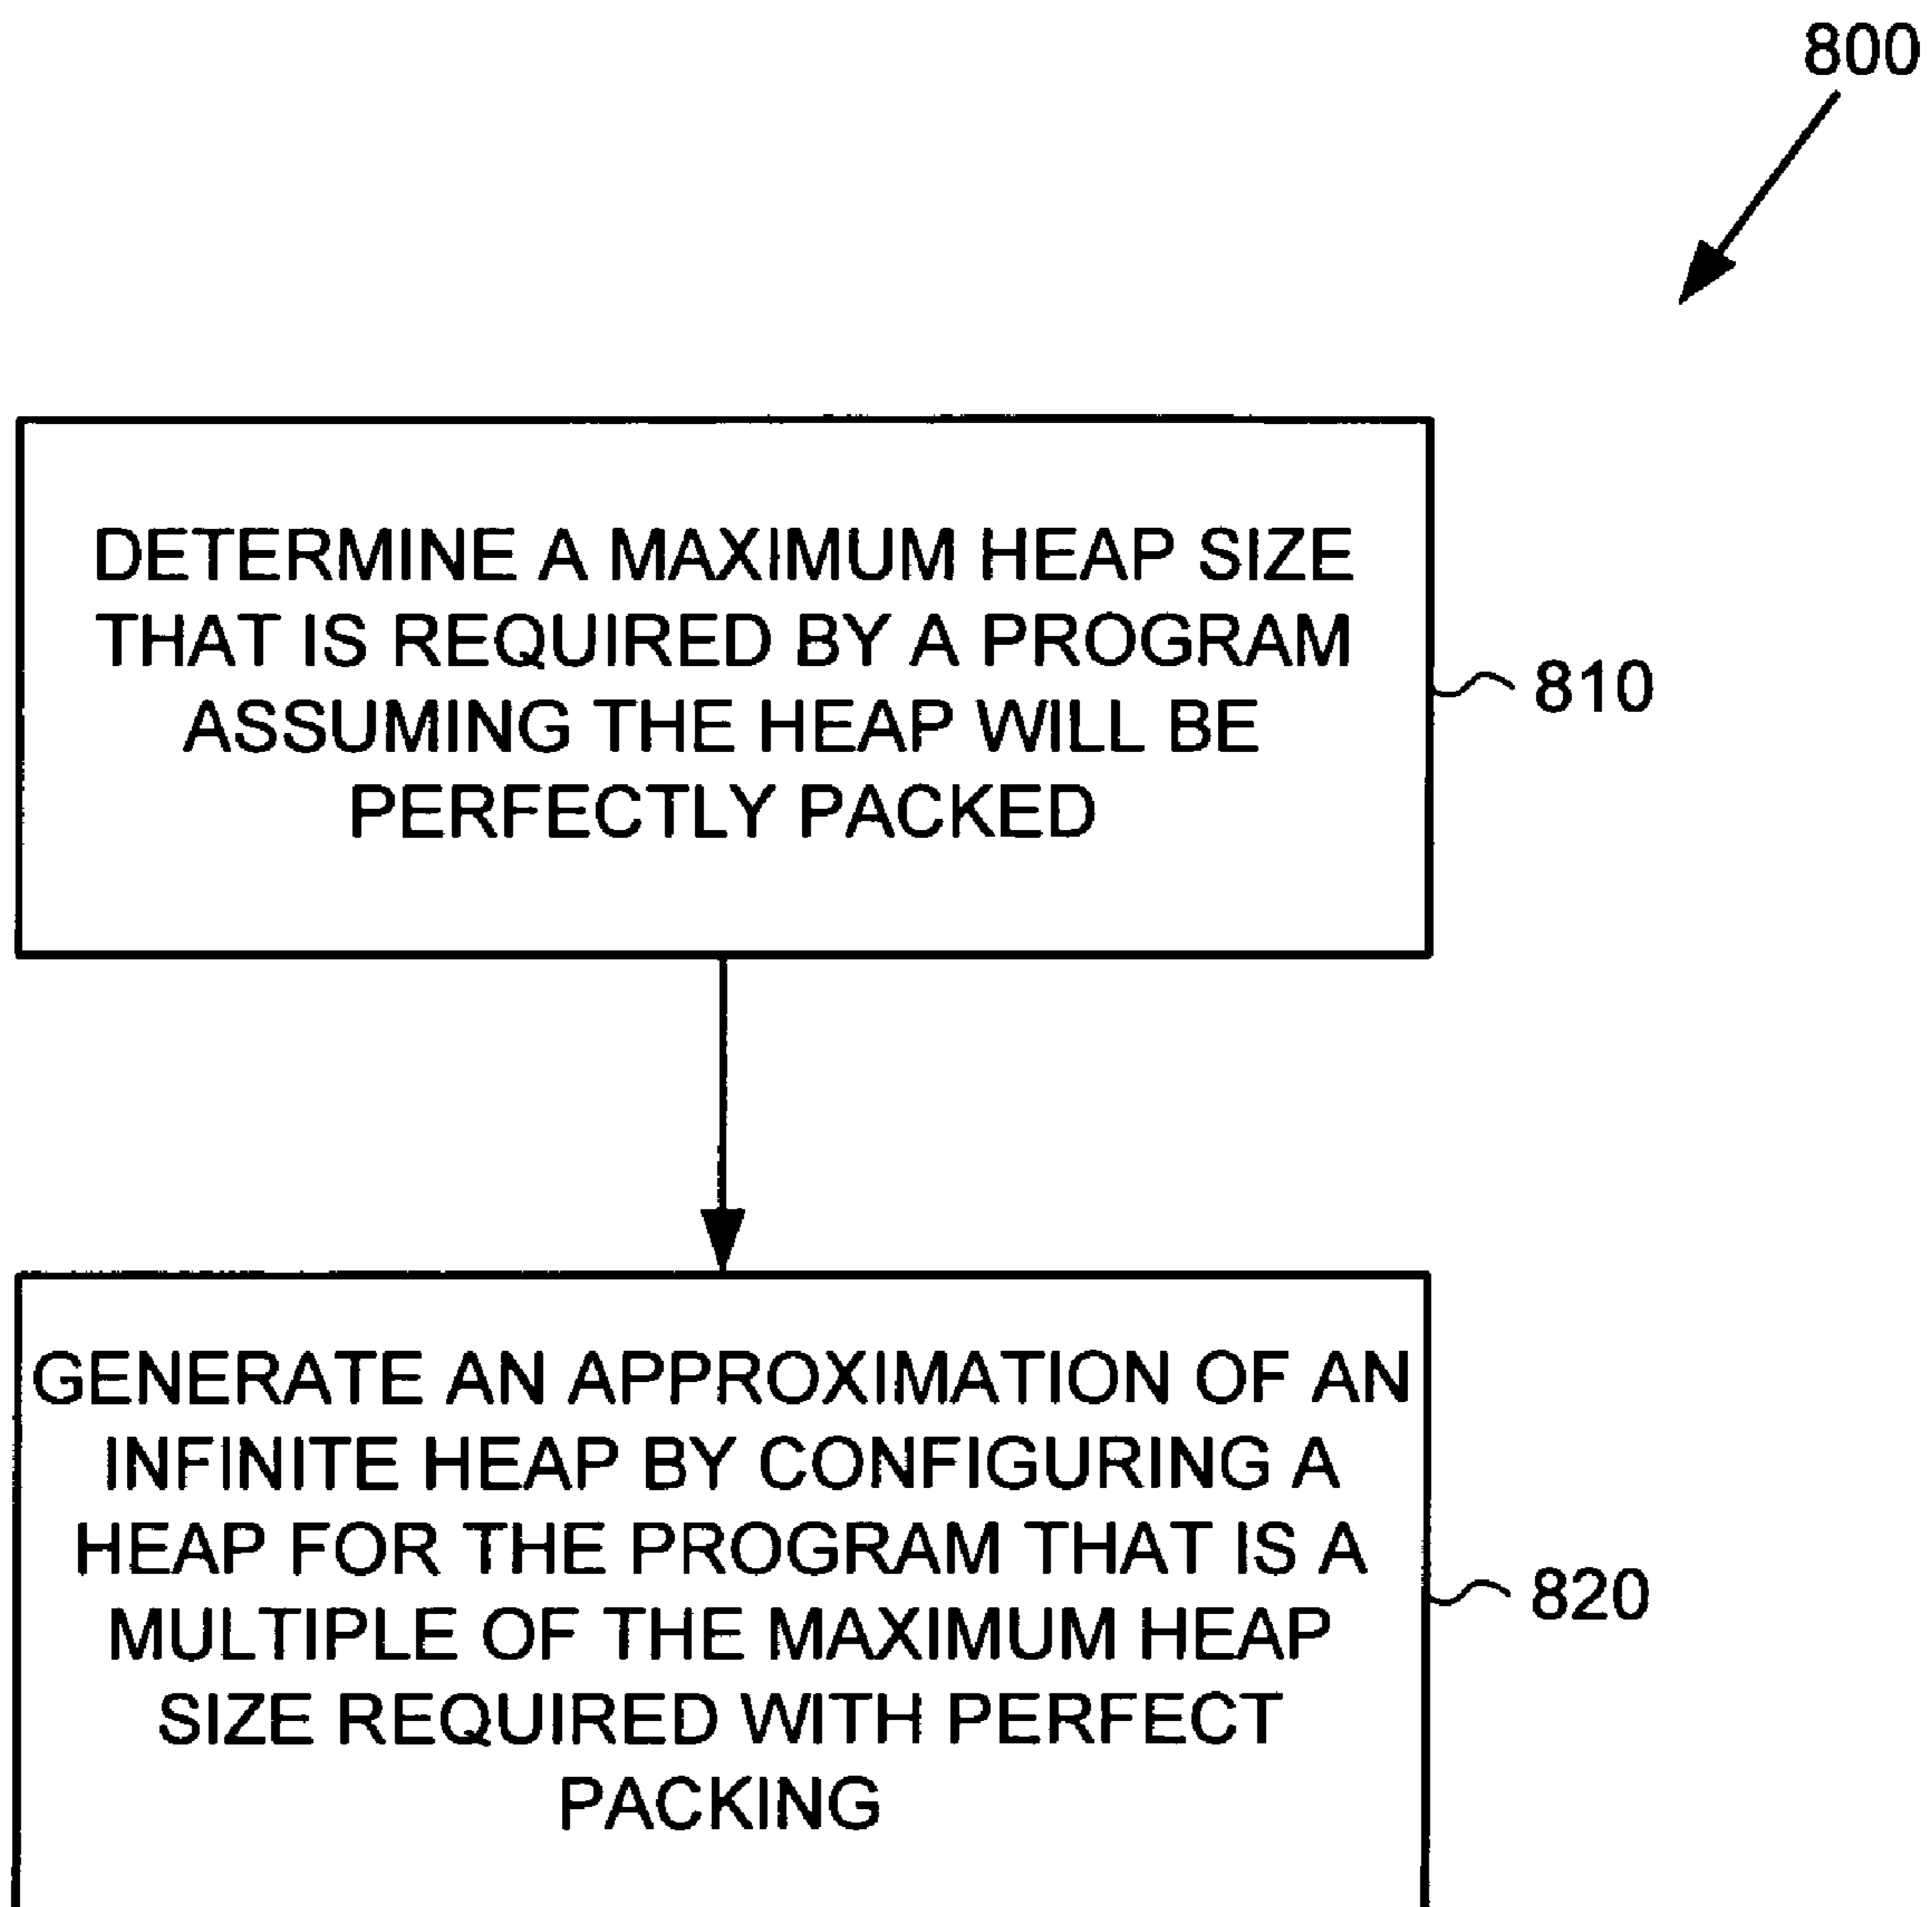 800
DETERMINE A MAXIMUM HEAP SIZE
THAT IS REQUIRED BY A PROGRAM
ASSUMING THE HEAP WILL BE
PERFECTLY PACKED
810
GENERATE AN APPROXIMATION OF AN
INFINITE HEAP BY CONFIGURING A
HEAP FOR THE PROGRAM THAT IS A
MULTIPLE OF THE MAXIMUM HEAP
SIZE REQUIRED WITH PERFECT
PACKING
820